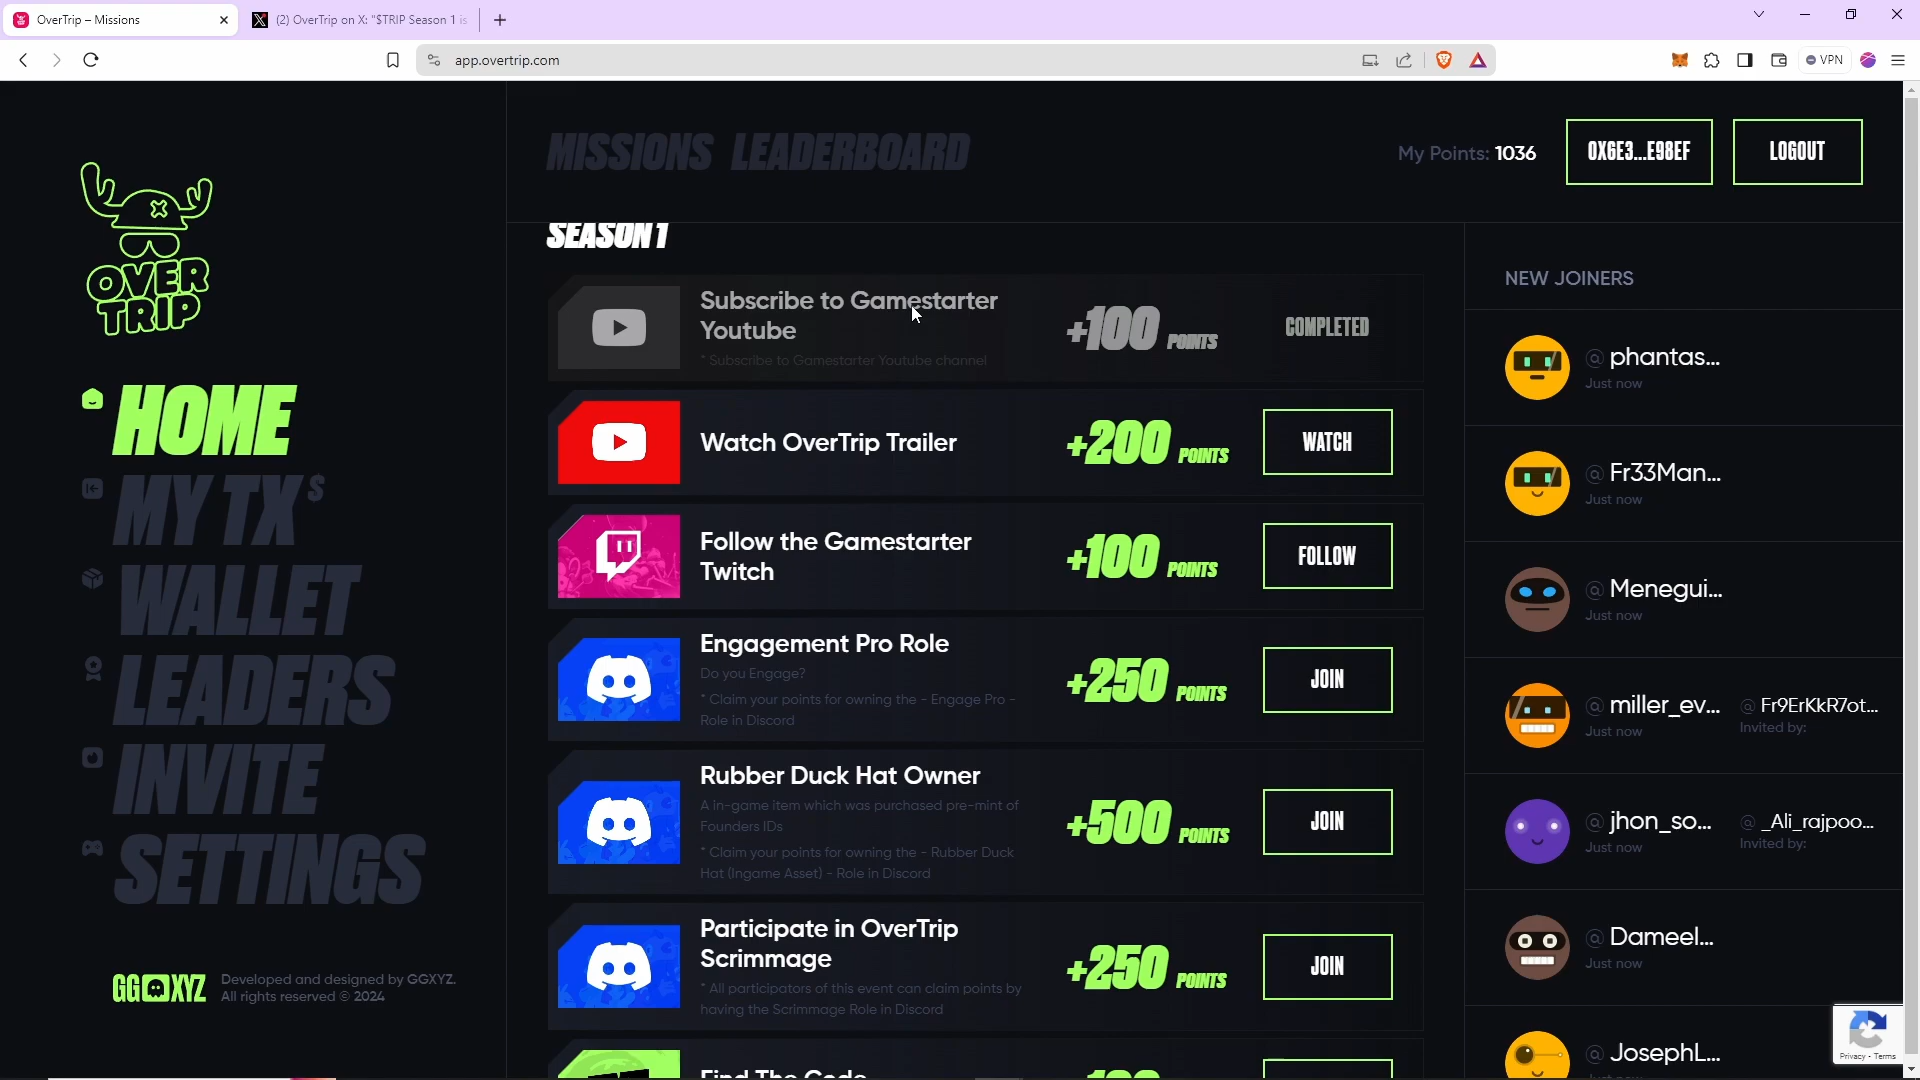 OverTrip – Missions
(2) OverTrip on X: "$TRIP Season 1 is
app.overtrip.com
VPN
MISSIONS LEADERBOARD
My Points: 1036
0X6E3...E98EF
LOGOUT
OVER
TRIP
HOME
MY TX$
WALLET
LEADERS
INVITE
SETTINGS
GG XYZ
Developed and designed by GGXYZ.
All rights reserved © 2024
SEASON 1
Subscribe to Gamestarter
Youtube
* Subscribe to Gamestarter Youtube channel
+100 POINTS
COMPLETED
Watch OverTrip Trailer
+200 POINTS
WATCH
Follow the Gamestarter
Twitch
+100 POINTS
FOLLOW
Engagement Pro Role
Do you Engage?
* Claim your points for owning the - Engage Pro -
Role in Discord
+250 POINTS
JOIN
Rubber Duck Hat Owner
A in-game item which was purchased pre-mint of
Founders IDs
* Claim your points for owning the - Rubber Duck
Hat (Ingame Asset) - Role in Discord
+500 POINTS
JOIN
Participate in OverTrip
Scrimmage
* All participators of this event can claim points by
having the Scrimmage Role in Discord
+250 POINTS
JOIN
Find The Code
+100
NEW JOINERS
@ phantas...
Just now
@ Fr33Man...
Just now
@ Menegui...
Just now
@ miller_ev...
Just now
@ Fr9ErKkR7ot...
Invited by:
@ jhon_so...
Just now
@ _Ali_rajpoo...
Invited by:
@ Dameel...
Just now
@ JosephL...
Privacy - Terms